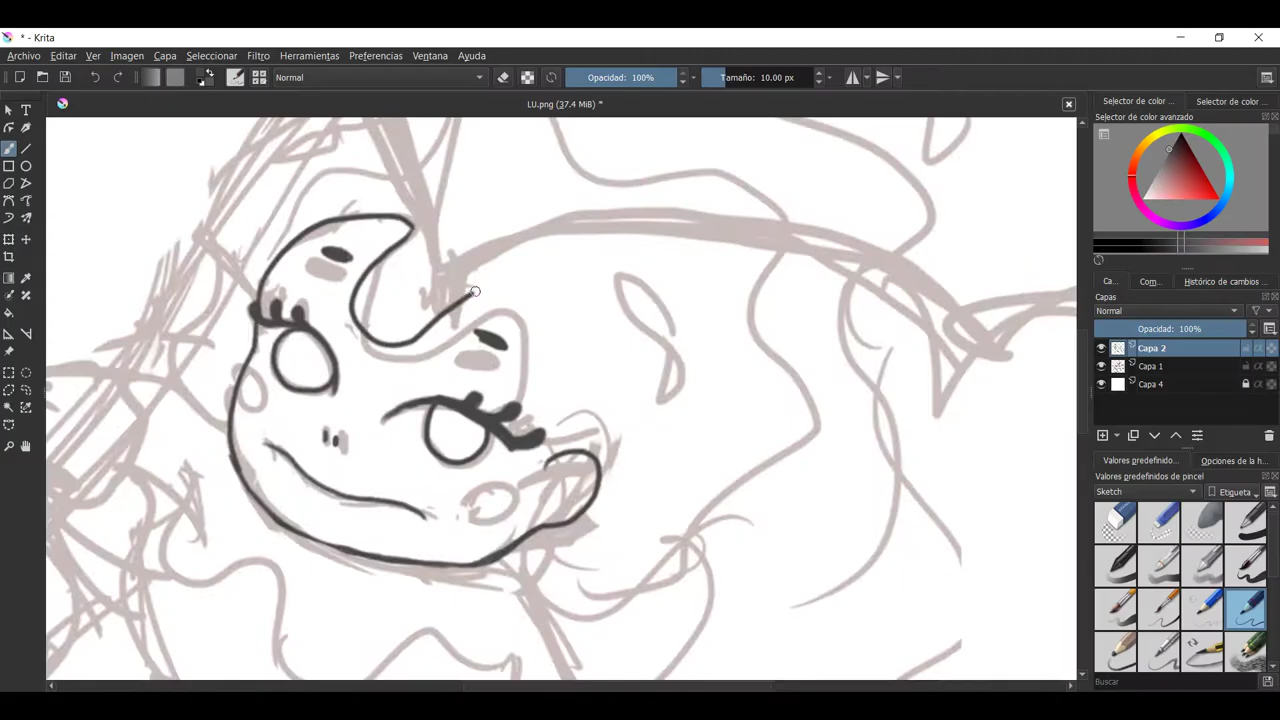 * - Krita
Archivo Editar Ver Imagen Capa Seleccionar Filtro Herramientas Preferencias Ventana Ayuda
Normal Opacidad: 100% Tamaño: 10.00 px
LU.png (37.4 MiB) *
Selector de color ... Selector de color ...
Selector de color avanzado
Ca... Com... Histórico de cambios ...
Capas
Normal
Opacidad: 100%
Capa 2
Capa 1
Capa 4
Valores predefinido... Opciones de la h...
Valores predefinidos de pincel
Sketch Etiqueta
Buscar